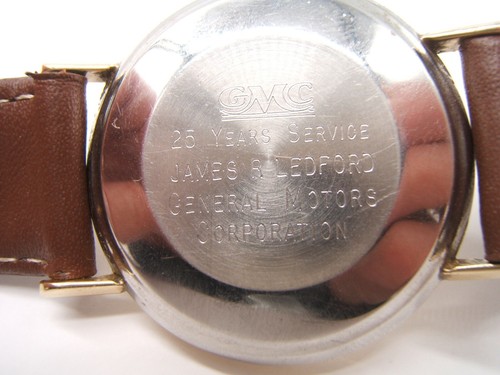 GMC
25 YEARS SERVICE
JAMES R LEDFORD
GENERAL MOTORS
CORPORATION